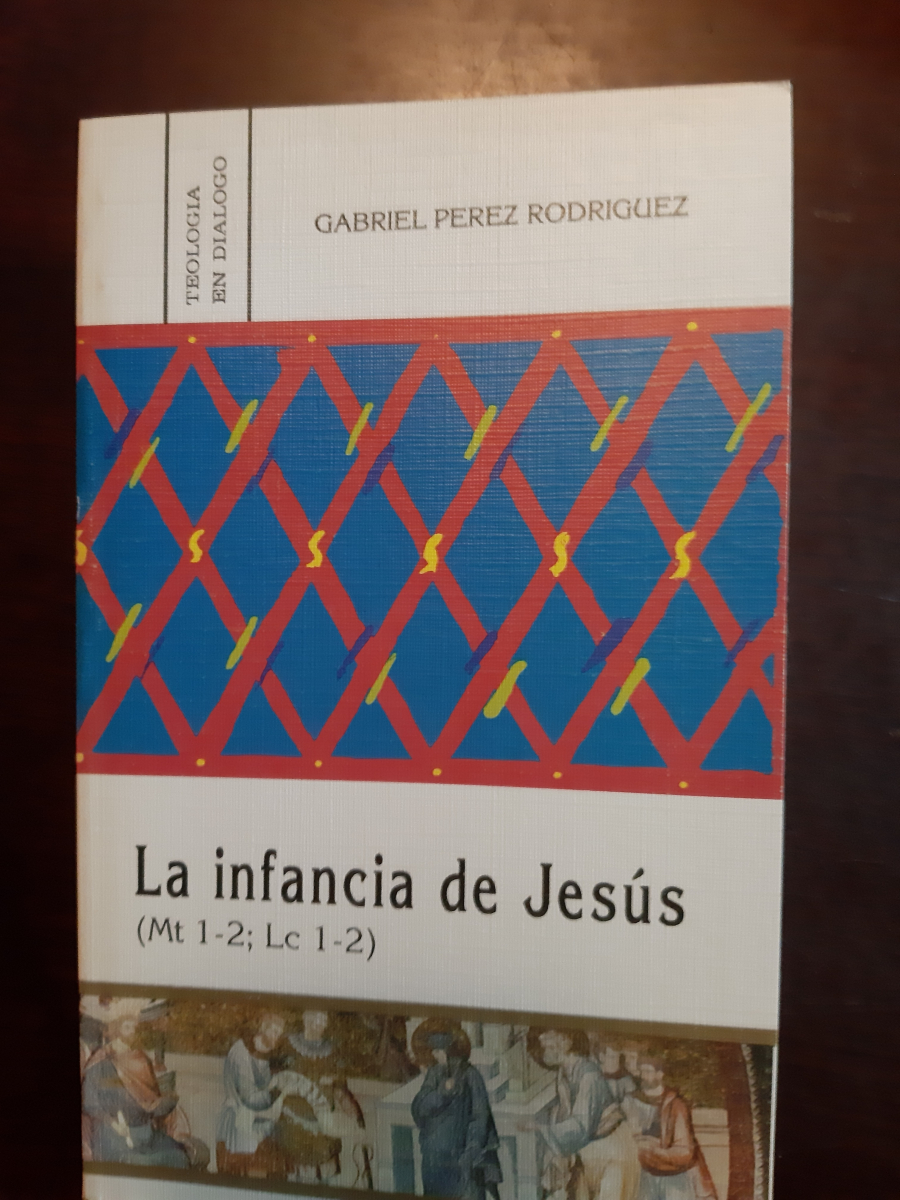 TEOLOGIA
EN DIALOGO
GABRIEL PEREZ RODRIGUEZ
La infancia de Jesús
(Mt 1-2; Lc 1-2)